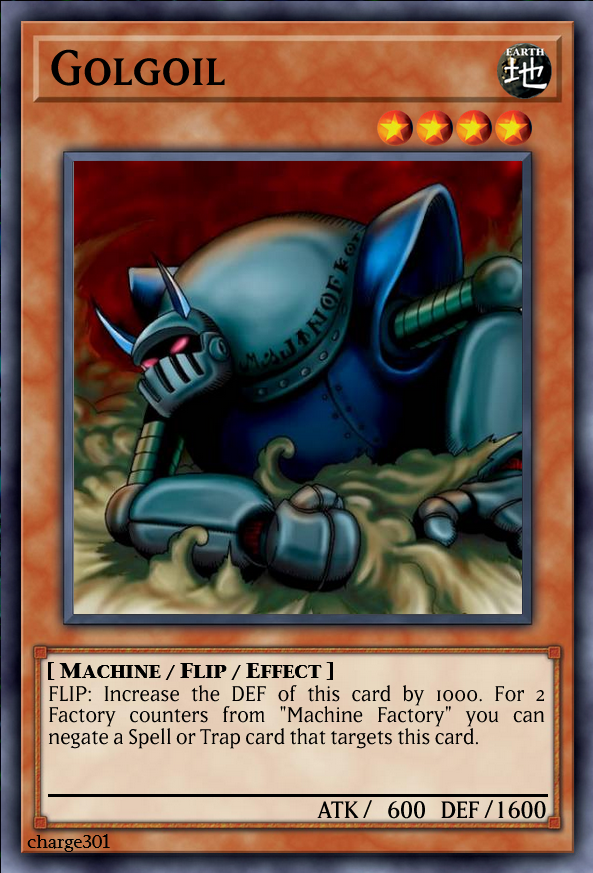 Golgoil
EARTH
地
MAJINOFKOR
[ Machine / Flip / Effect ]
FLIP: Increase the DEF of this card by 1000. For 2
Factory counters from "Machine Factory" you can
negate a Spell or Trap card that targets this card.
ATK / 600 DEF /1600
charge301